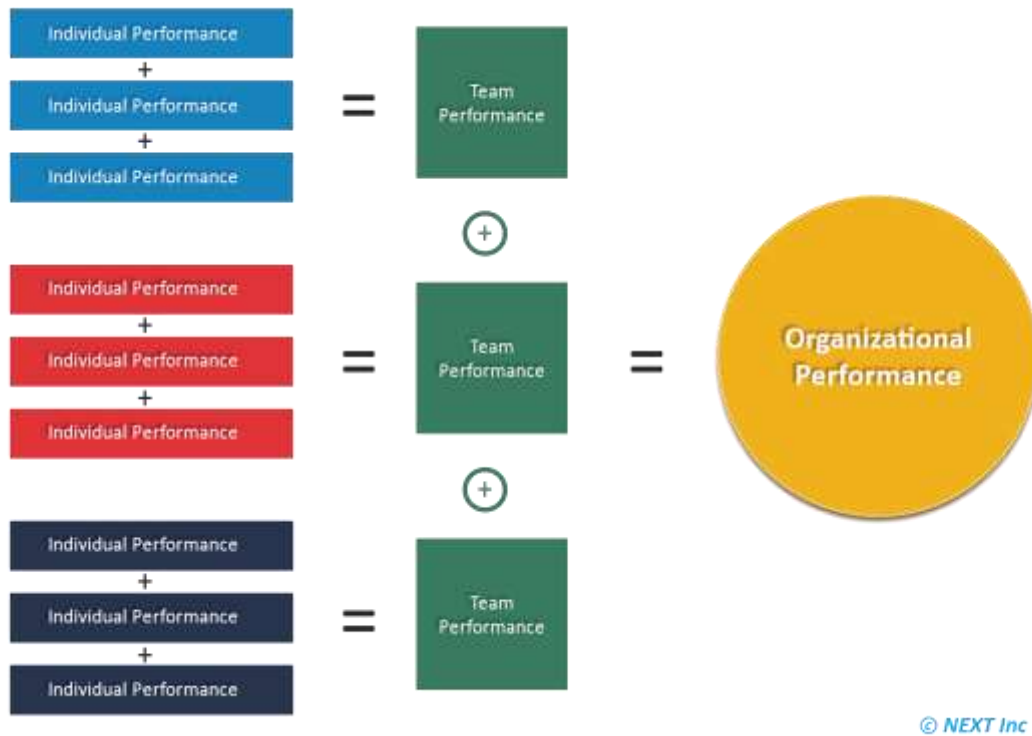 Individual Performance
+
Individual Performance
+
Individual Performance
=
Team
Performance
+
Individual Performance
+
Individual Performance
+
Individual Performance
=
Team
Performance
=
Organizational
Performance
+
Individual Performance
+
Individual Performance
+
Individual Performance
=
Team
Performance
© NEXT Inc